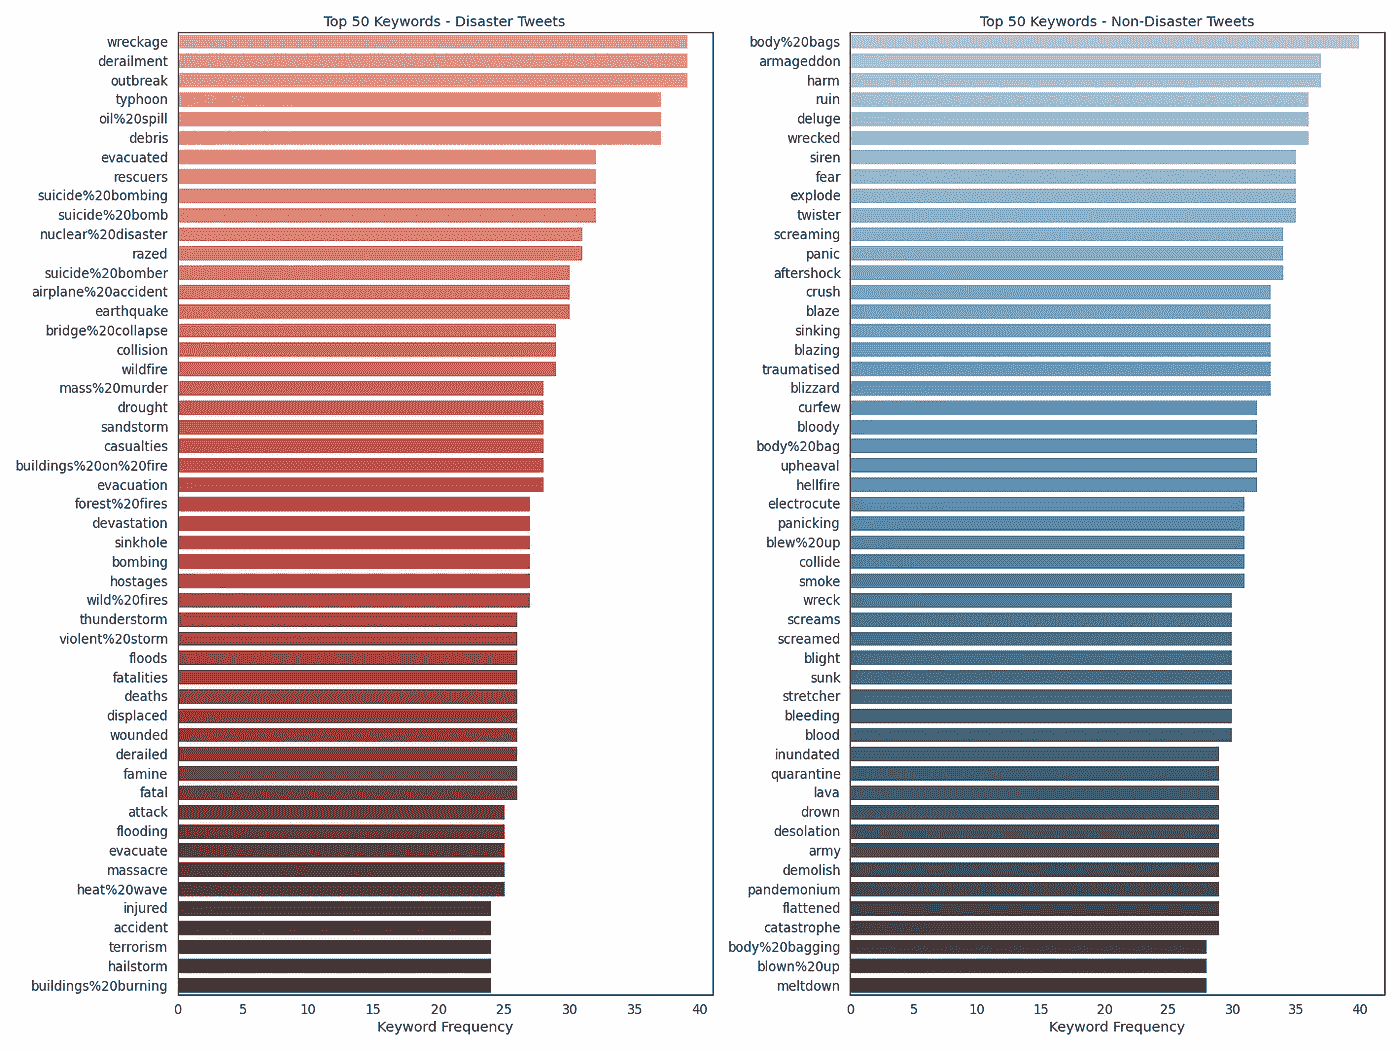 Top 50 Keywords - Disaster Tweets
wreckage
derailment
outbreak
typhoon
oil%20spill
debris
evacuated
rescuers
suicide%20bombing
suicide%20bomb
nuclear%20disaster
razed
suicide%20bomber
airplane%20accident
earthquake
bridge%20collapse
collision
wildfire
mass%20murder
drought
sandstorm
casualties
buildings%20on%20fire
evacuation
forest%20fires
devastation
sinkhole
bombing
hostages
wild%20fires
thunderstorm
violent%20storm
floods
fatalities
deaths
displaced
wounded
derailed
famine
fatal
attack
flooding
evacuate
massacre
heat%20wave
injured
accident
terrorism
hailstorm
buildings%20burning
0 5 10 15 20 25 30 35 40
Keyword Frequency
Top 50 Keywords - Non-Disaster Tweets
body%20bags
armageddon
harm
ruin
deluge
wrecked
siren
fear
explode
twister
screaming
panic
aftershock
crush
blaze
sinking
blazing
traumatised
blizzard
curfew
bloody
body%20bag
upheaval
hellfire
electrocute
panicking
blew%20up
collide
smoke
wreck
screams
screamed
blight
sunk
stretcher
bleeding
blood
inundated
quarantine
lava
drown
desolation
army
demolish
pandemonium
flattened
catastrophe
body%20bagging
blown%20up
meltdown
0 5 10 15 20 25 30 35 40
Keyword Frequency